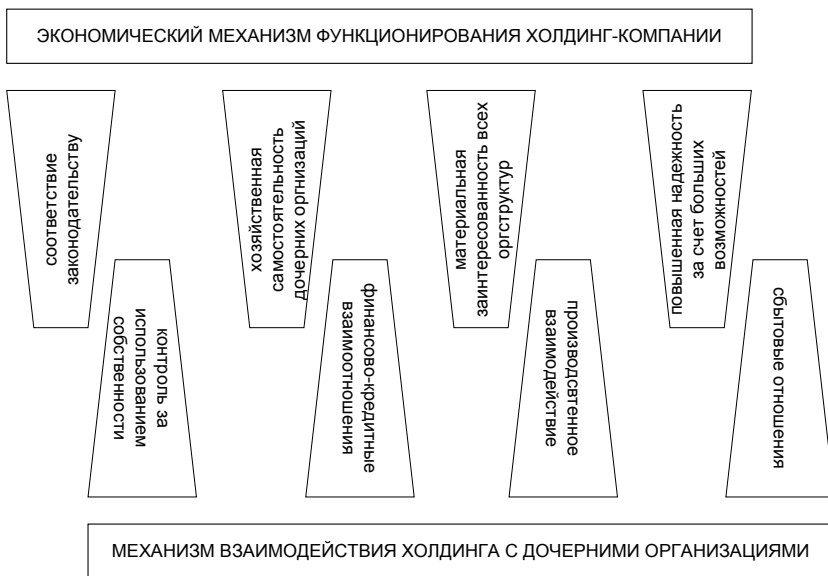 ЭКОНОМИЧЕСКИЙ МЕХАНИЗМ ФУНКЦИОНИРОВАНИЯ ХОЛДИНГ-КОМПАНИИ
соответствие
законодательству
хозяйственная
самостоятельность
дочерних оргнизаций
материальная
заинтересованность всех
оргструктур
повышенная надежность
за счет больших
возможностей
контроль за
использованием
собственности
финансово-кредитные
взаимоотношения
производсвтенное
взаимодействие
сбытовые отношения
МЕХАНИЗМ ВЗАИМОДЕЙСТВИЯ ХОЛДИНГА С ДОЧЕРНИМИ ОРГАНИЗАЦИЯМИ